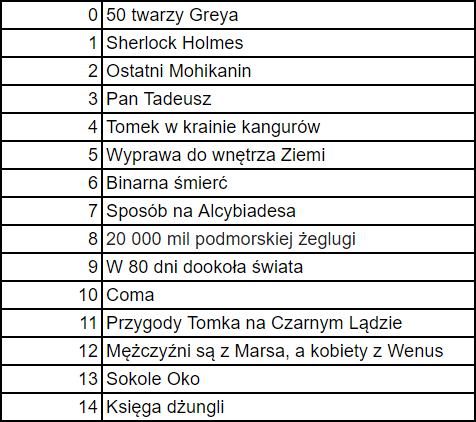 0 50 twarzy Greya
1 Sherlock Holmes
2 Ostatni Mohikanin
3 Pan Tadeusz
4 Tomek w krainie kangurów
5 Wyprawa do wnętrza Ziemi
6 Binarna śmierć
7 Sposób na Alcybiadesa
8 20 000 mil podmorskiej żeglugi
9 W 80 dni dookoła świata
10 Coma
11 Przygody Tomka na Czarnym Lądzie
12 Mężczyźni są z Marsa, a kobiety z Wenus
13 Sokole Oko
14 Księga dżungli